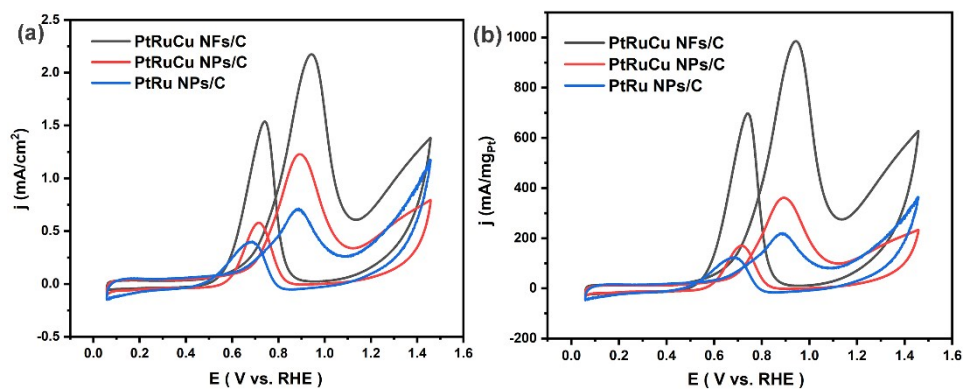 (a)
PtRuCu NFs/C
PtRuCu NPs/C
PtRu NPs/C
j (mA/cm²)
2.5
2.0
1.5
1.0
0.5
0.0
-0.5
0.0 0.2 0.4 0.6 0.8 1.0 1.2 1.4 1.6
E ( V vs. RHE )
(b)
PtRuCu NFs/C
PtRuCu NPs/C
PtRu NPs/C
j (mA/mgPt)
1000
800
600
400
200
0
-200
0.0 0.2 0.4 0.6 0.8 1.0 1.2 1.4 1.6
E ( V vs. RHE )